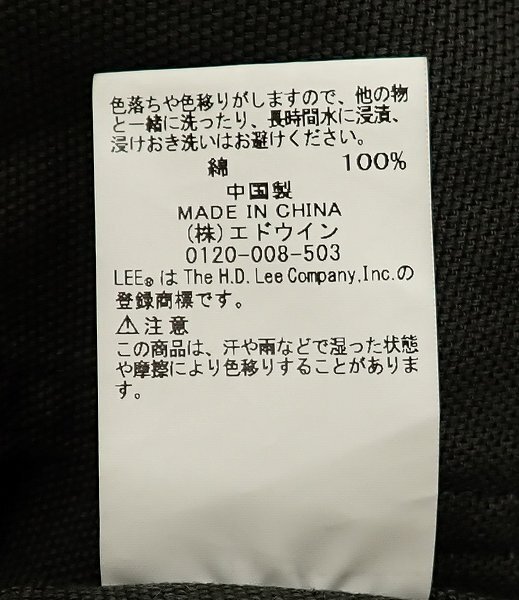 色落ちや色移りがしますので、他の物
と一緒に洗ったり、長時間水に浸漬、
浸けおき洗いはお避けください。
綿 100%
中国製
MADE IN CHINA
(株)エドウイン
0120-008-503
LEE® は The H.D. Lee Company,Inc.の
登録商標です。
⚠注意
この商品は、汗や雨などで湿った状態
や摩擦により色移りすることがありま
す。